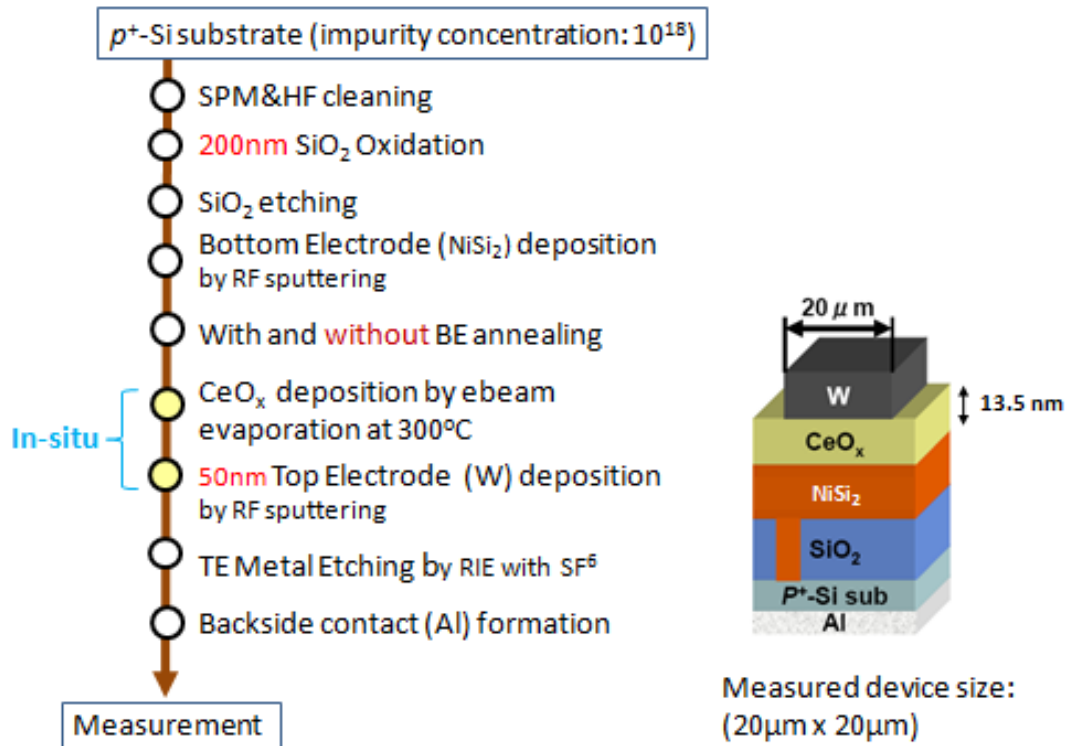 p⁺-Si substrate (impurity concentration: 10¹⁸)
SPM&HF cleaning
200nm SiO₂ Oxidation
SiO₂ etching
Bottom Electrode (NiSi₂) deposition
by RF sputtering
With and without BE annealing
In-situ
CeOₓ deposition by ebeam
evaporation at 300°C
50nm Top Electrode (W) deposition
by RF sputtering
TE Metal Etching by RIE with SF⁶
Backside contact (Al) formation
Measurement
20 μ m
W
13.5 nm
CeOₓ
NiSi₂
SiO₂
P⁺-Si sub
Al
Measured device size:
(20μm x 20μm)